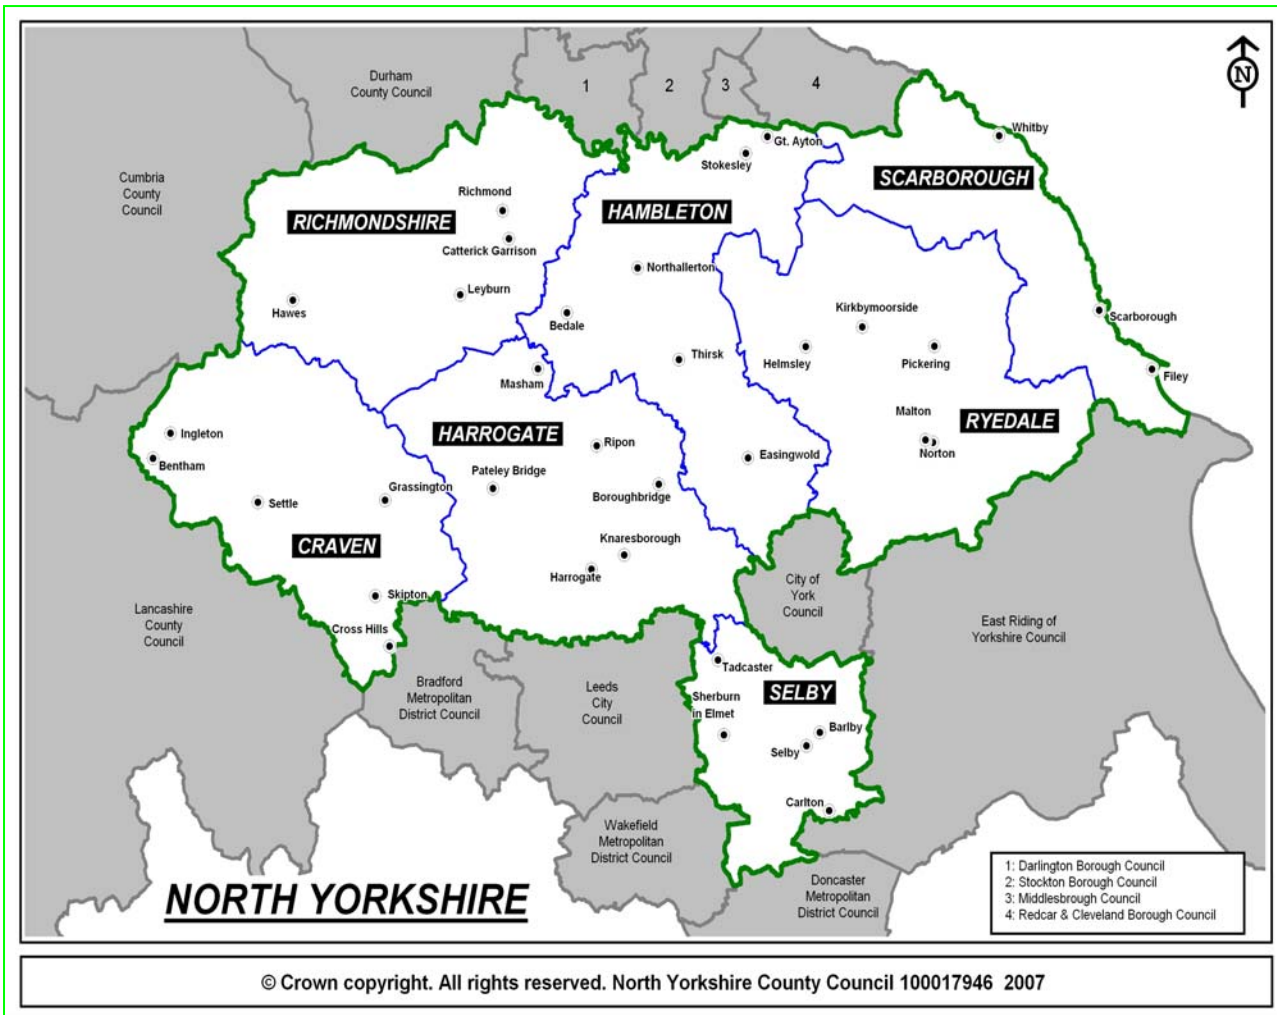 Durham
County Council
1
2
3
4
N
Cumbria
County
Council
Whitby
Gt. Ayton
Stokesley
SCARBOROUGH
Richmond
RICHMONDSHIRE
HAMBLETON
Catterick Garrison
Northallerton
Leyburn
Hawes
Bedale
Kirkbymoorside
Scarborough
Thirsk
Helmsley
Pickering
Masham
Filey
Malton
RYEDALE
Ingleton
HARROGATE
Ripon
Norton
Bentham
Pateley Bridge
Easingwold
Grassington
Boroughbridge
Settle
CRAVEN
Knaresborough
Harrogate
City of
York
Council
Skipton
Lancashire
County
Council
Cross Hills
East Riding of
Yorkshire Council
Tadcaster
Bradford
Metropolitan
District Council
Leeds
City
Council
SELBY
Sherburn
in Elmet
Barlby
Selby
Carlton
Wakefield
Metropolitan
District Council
Doncaster
Metropolitan
District Council
NORTH YORKSHIRE
1: Darlington Borough Council
2: Stockton Borough Council
3: Middlesbrough Council
4: Redcar & Cleveland Borough Council
© Crown copyright. All rights reserved. North Yorkshire County Council 100017946 2007